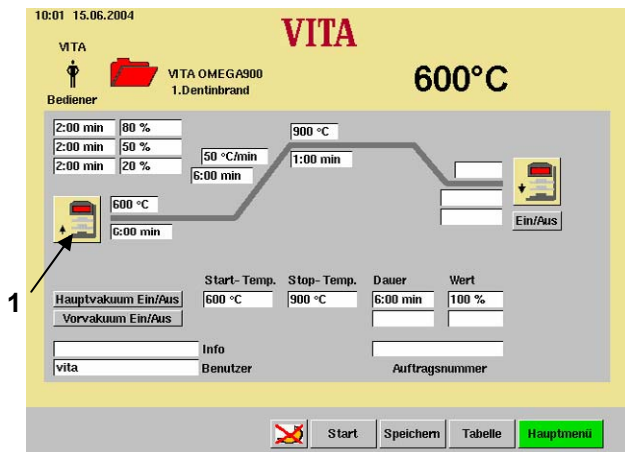 10:01 15.06.2004
VITA
VITA
Bediener
VITA OMEGA900
1.Dentinbrand
600°C
2:00 min 80 %
2:00 min 50 %
2:00 min 20 %
50 °C/min
6:00 min
900 °C
1:00 min
600 °C
6:00 min
Ein/Aus
1
Start-Temp. Stop-Temp. Dauer Wert
Hauptvakuum Ein/Aus 600 °C 900 °C 6:00 min 100 %
Vorvakuum Ein/Aus
Info
vita Benutzer Auftragsnummer
Start Speichern Tabelle Hauptmenü